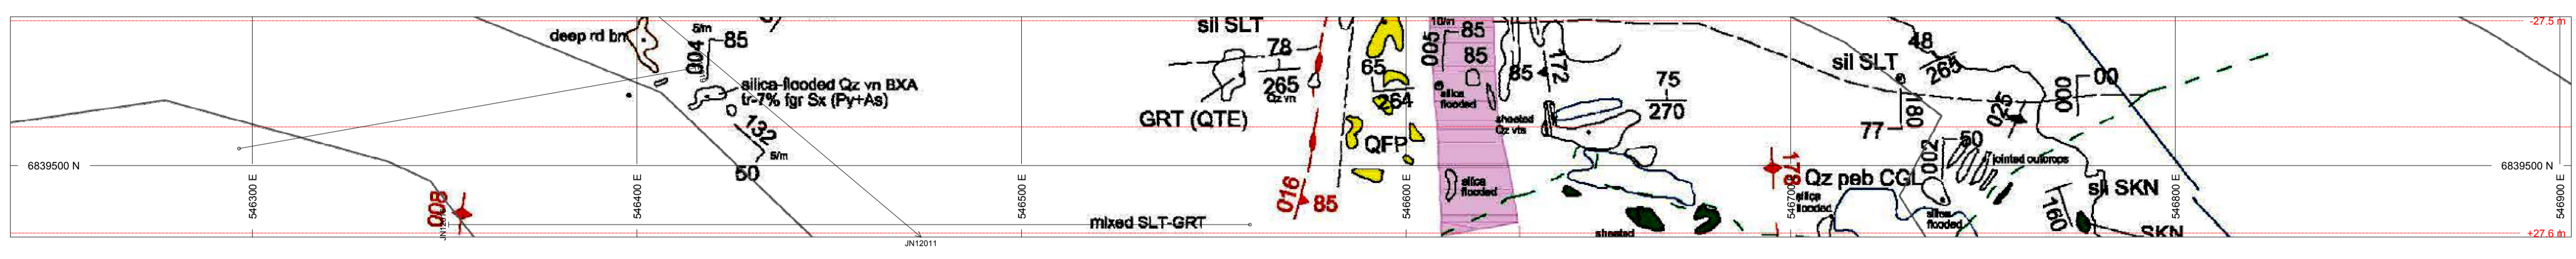 -27.5 m
deep rd brn
5/m
004
85
silica-flooded Qz vn BXA
tr-7% fgr Sx (Py+As)
132
5/m
50
sil SLT
78
265
Qz vn
GRT (QTE)
65
264
QFP
10/m
005
85
85
silica
flooded
silica
flooded
85
172
sheeted
Qz vts
75
270
48
sil SLT
265
180
77
025
000
00
50
002
jointed outcrops
Qz peb CGL
sil SKN
160
SKN
silica
flooded
silica
flooded
178
sheeted
016
85
mixed SLT-GRT
008
JN12011
6839500 N
6839500 N
546300 E
546400 E
546500 E
546600 E
546700 E
546800 E
546900 E
+27.6 m